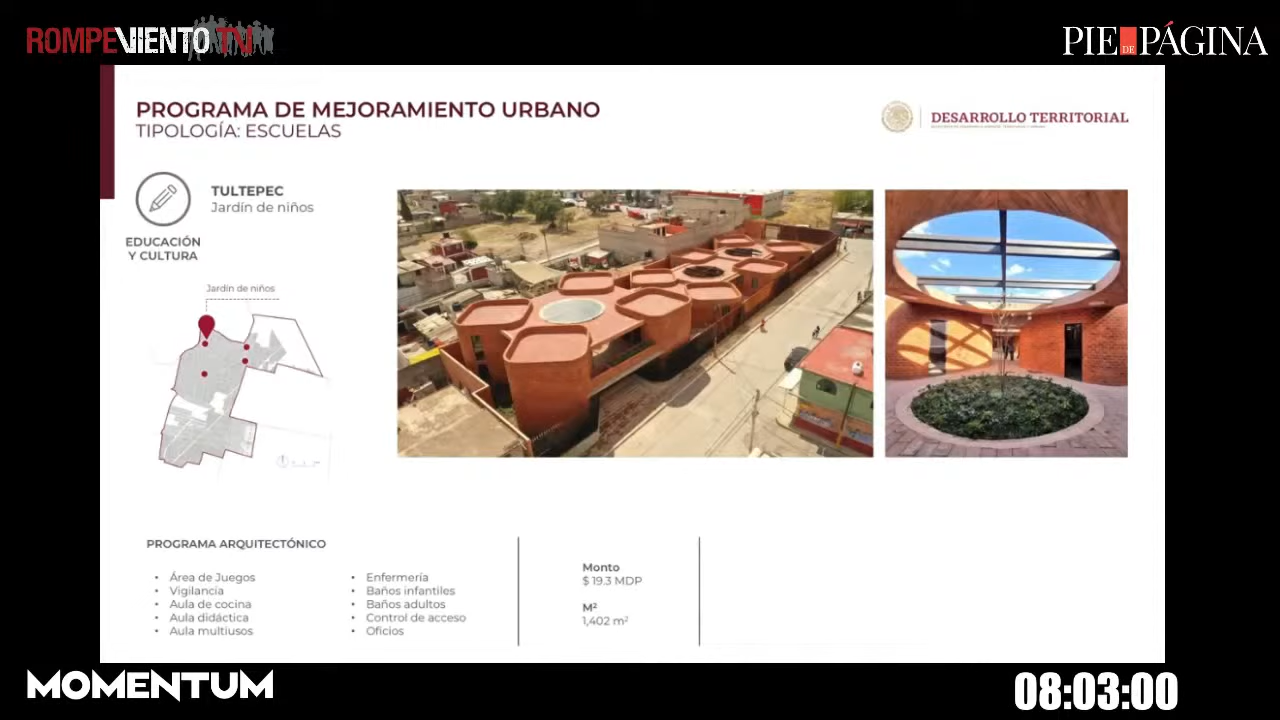 ROMPEVIENTO TV
PIE DE PÁGINA
PROGRAMA DE MEJORAMIENTO URBANO
TIPOLOGÍA: ESCUELAS
DESARROLLO TERRITORIAL
TULTEPEC
Jardín de niños
EDUCACIÓN
Y CULTURA
Jardín de niños
PROGRAMA ARQUITECTÓNICO
• Área de Juegos
• Vigilancia
• Aula de cocina
• Aula didáctica
• Aula multiusos
• Enfermería
• Baños infantiles
• Baños adultos
• Control de acceso
• Oficios
Monto
$ 19.3 MDP
M²
1,402 m²
MOMENTUM
08:03:00